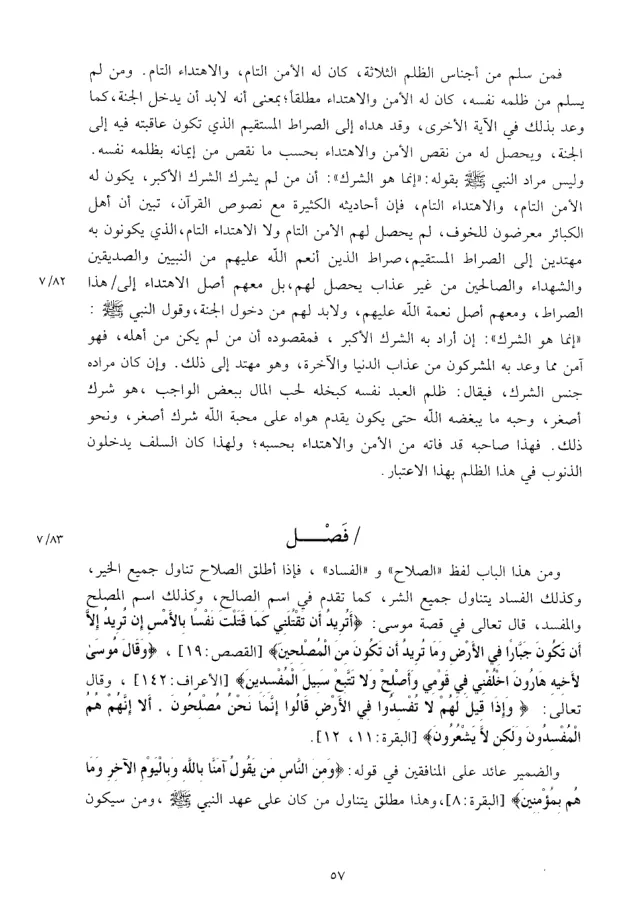 فمن سلم من أجناس الظلم الثلاثة، كان له الأمن التام، والاهتداء التام. ومن لم
يسلم من ظلمه نفسه، كان له الأمن والاهتداء مطلقاً؛بمعنى أنه لابد أن يدخل الجنة،كما
وعد بذلك في الآية الأخرى، وقد هداه إلى الصراط المستقيم الذي تكون عاقبته فيه إلى
الجنة، ويحصل له من نقص الأمن والاهتداء بحسب ما نقص من إيمانه بظلمه نفسه.
وليس مراد النبي ﷺ بقوله:«إنما هو الشرك»: أن من لم يشرك الشرك الأكبر، يكون له
الأمن التام، والاهتداء التام، فإن أحاديثه الكثيرة مع نصوص القرآن، تبين أن أهل
الكبائر معرضون للخوف، لم يحصل لهم الأمن التام ولا الاهتداء التام،الذي يكونون به
مهتدين إلى الصراط المستقيم،صراط الذين أنعم اللّه عليهم من النبيين والصديقين
والشهداء والصالحين من غير عذاب يحصل لهم،بل معهم أصل الاهتداء إلى/هذا
٧/٨٢
الصراط، ومعهم أصل نعمة اللّه عليهم، ولابد لهم من دخول الجنة،وقول النبي ﷺ :
«إنما هو الشرك»: إن أراد به الشرك الأكبر ، فمقصوده أن من لم يكن من أهله، فهو
آمن مما وعد به المشركون من عذاب الدنيا والآخرة، وهو مهتد إلى ذلك. وإن كان مراده
جنس الشرك، فيقال: ظلم العبد نفسه كبخله لحب المال ببعض الواجب ،هو شرك
أصغر، وحبه ما يبغضه اللّه حتى يكون يقدم هواه على محبة اللّه شرك أصغر، ونحو
ذلك. فهذا صاحبه قد فاته من الأمن والاهتداء بحسبه؛ ولهذا كان السلف يدخلون
الذنوب في هذا الظلم بهذا الاعتبار.
/ فَصْـــل
٧/٨٣
ومن هذا الباب لفظ «الصلاح» و «الفساد» ، فإذا أطلق الصلاح تناول جميع الخير،
وكذلك الفساد يتناول جميع الشر، كما تقدم في اسم الصالح، وكذلك اسم المصلح
والمفسد، قال تعالى في قصة موسى: ﴿أَتُرِيدُ أَن تَقْتُلَنِي كَمَا قَتَلْتَ نَفْسًا بِالأَمْسِ إِن تُرِيدُ إِلاَّ
أَن تَكُونَ جَبَّارًا فِي الأَرْضِ وَمَا تُرِيدُ أَن تَكُونَ مِنَ الْمُصْلِحِينَ﴾ [القصص:١٩] ، ﴿وَقَالَ مُوسَىٰ
لأَخِيهِ هَارُونَ اخْلُفْنِي فِي قَوْمِي وَأَصْلِحْ وَلا تَتَّبِعْ سَبِيلَ الْمُفْسِدِينَ﴾ [الأعراف:١٤٢] ، وقال
تعالى: ﴿ وَإِذَا قِيلَ لَهُمْ لا تُفْسِدُوا فِي الأَرْضِ قَالُوا إِنَّمَا نَحْنُ مُصْلِحُونَ . أَلا إِنَّهُمْ هُمُ
الْمُفْسِدُونَ وَلَكِن لاَّ يَشْعُرُونَ﴾ [البقرة:١١، ١٢].
والضمير عائد على المنافقين في قوله: ﴿وَمِنَ النَّاسِ مَن يَقُولُ آمَنَّا بِاللَّهِ وَبِالْيَوْمِ الآخِرِ وَمَا
هُم بِمُؤْمِنِينَ﴾ [البقرة:٨]،وهذا مطلق يتناول من كان على عهد النبي ﷺ ،ومن سيكون
٥٧